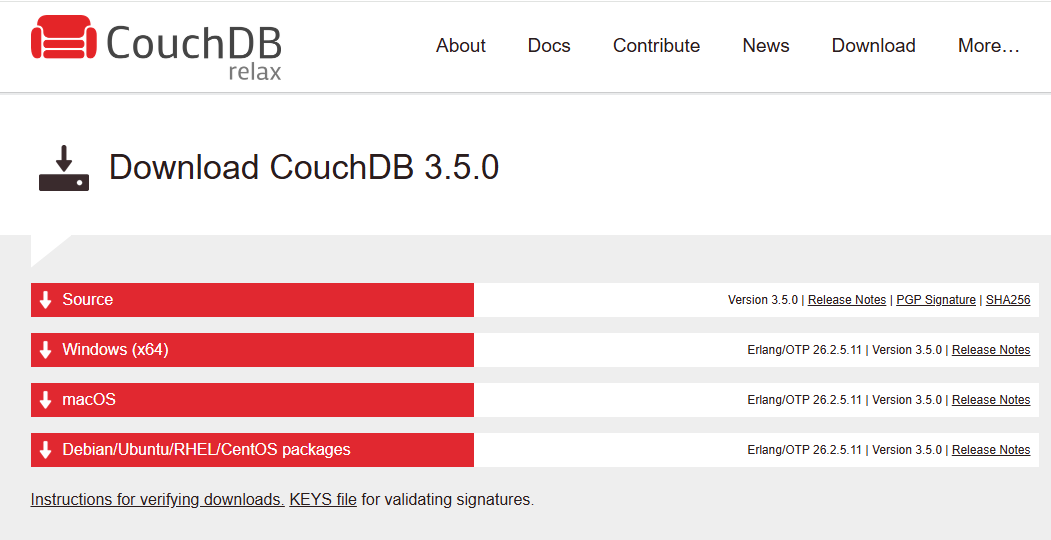 CouchDB
relax
About Docs Contribute News Download More…
Download CouchDB 3.5.0
Source Version 3.5.0 | Release Notes | PGP Signature | SHA256
Windows (x64) Erlang/OTP 26.2.5.11 | Version 3.5.0 | Release Notes
macOS Erlang/OTP 26.2.5.11 | Version 3.5.0 | Release Notes
Debian/Ubuntu/RHEL/CentOS packages Erlang/OTP 26.2.5.11 | Version 3.5.0 | Release Notes
Instructions for verifying downloads. KEYS file for validating signatures.